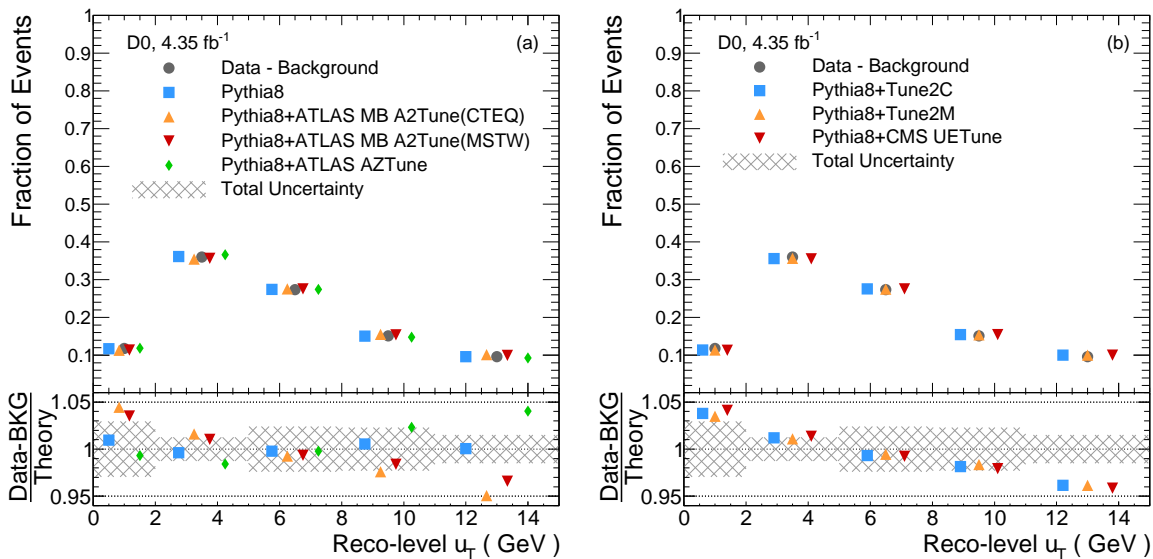 Fraction of Events
1
0.9
0.8
0.7
0.6
0.5
0.4
0.3
0.2
0.1
D0, 4.35 fb⁻¹
(a)
Data - Background
Pythia8
Pythia8+ATLAS MB A2Tune(CTEQ)
Pythia8+ATLAS MB A2Tune(MSTW)
Pythia8+ATLAS AZTune
Total Uncertainty
Data-BKG
Theory
1.05
1
0.95
0 2 4 6 8 10 12 14
Reco-level u_T ( GeV )
Fraction of Events
1
0.9
0.8
0.7
0.6
0.5
0.4
0.3
0.2
0.1
D0, 4.35 fb⁻¹
(b)
Data - Background
Pythia8+Tune2C
Pythia8+Tune2M
Pythia8+CMS UETune
Total Uncertainty
Data-BKG
Theory
1.05
1
0.95
0 2 4 6 8 10 12 14
Reco-level u_T ( GeV )